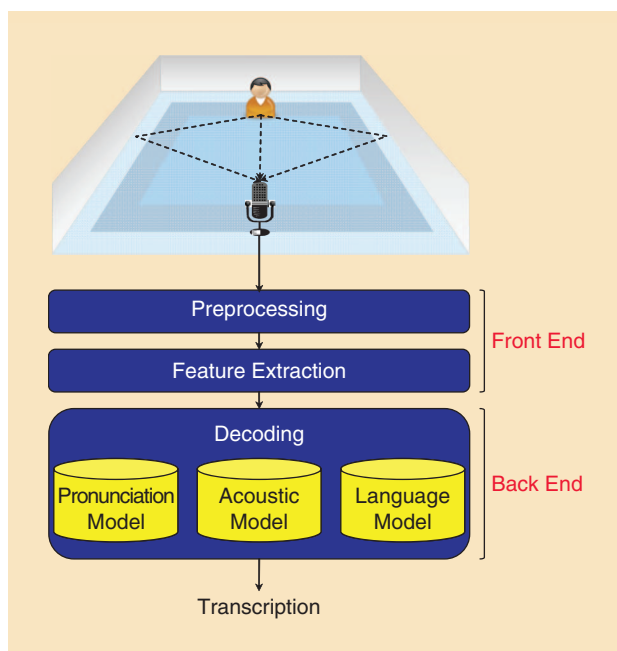 Preprocessing
Front End
Feature Extraction
Decoding
Pronunciation
Model
Acoustic
Model
Language
Model
Back End
Transcription